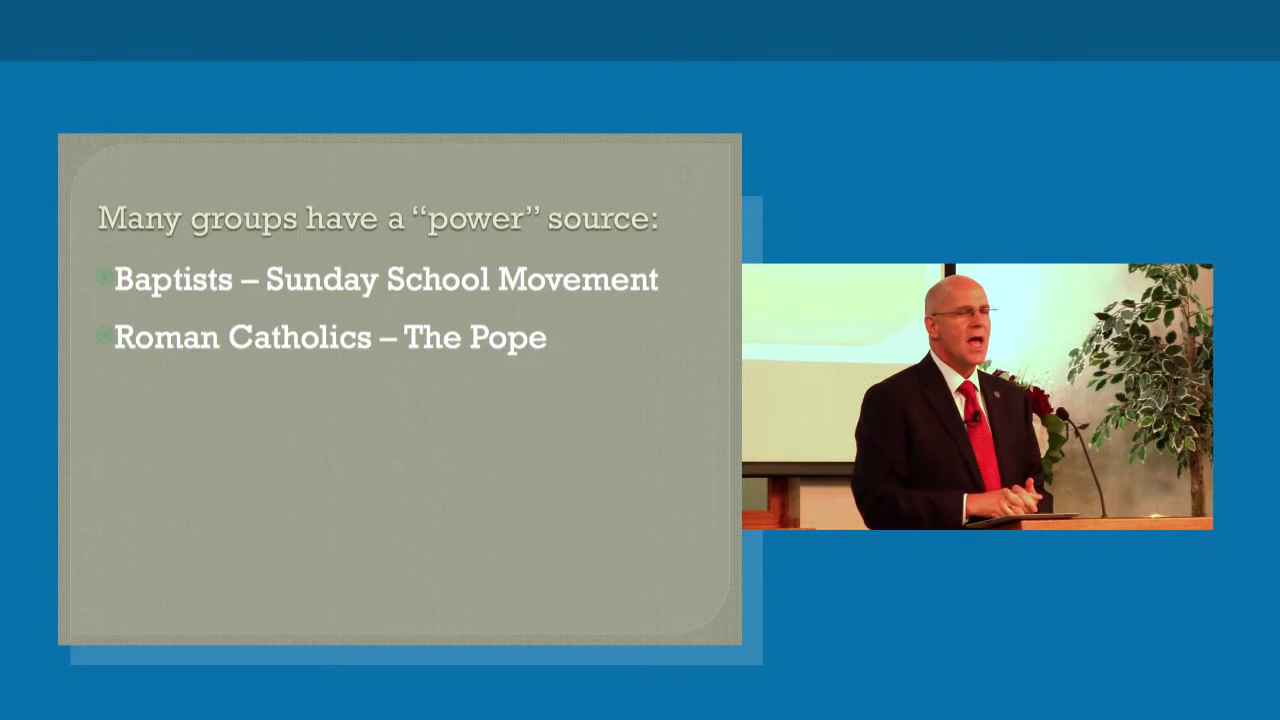 Many groups have a “power” source:
Baptists – Sunday School Movement
Roman Catholics – The Pope